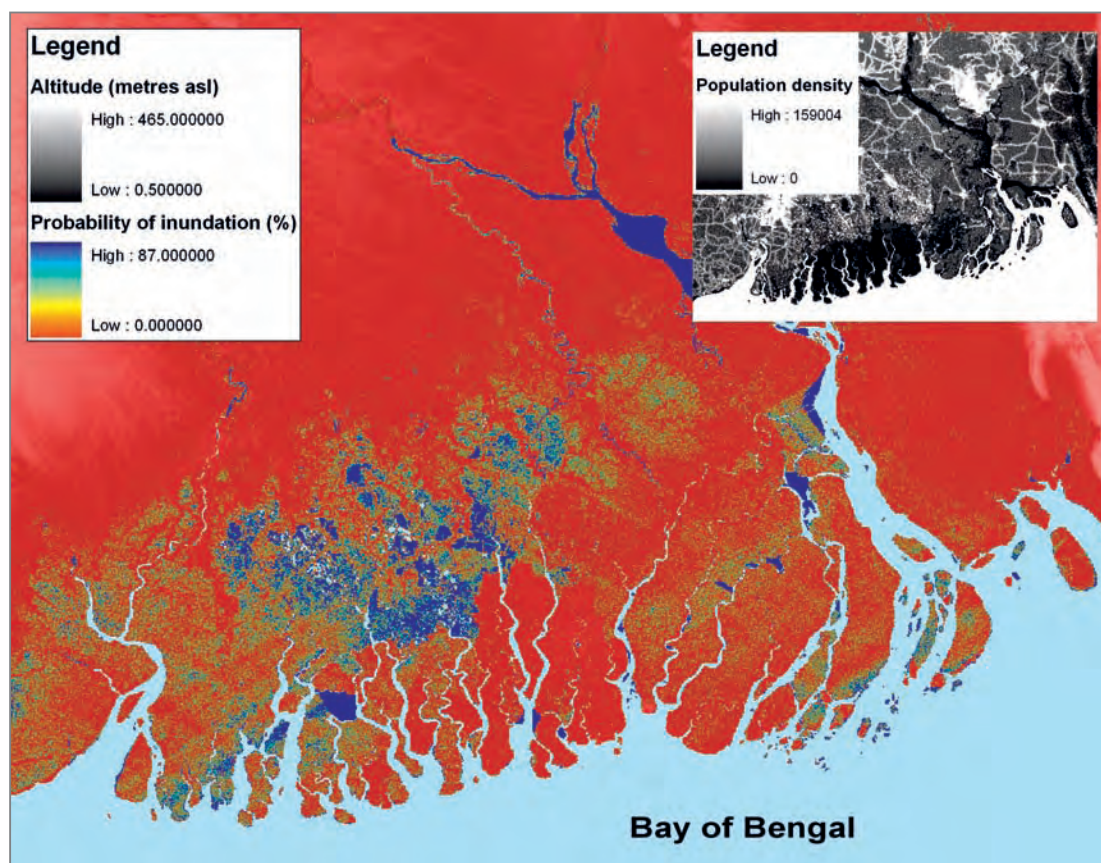 Legend
Altitude (metres asl)
High : 465.000000
Low : 0.500000
Probability of inundation (%)
High : 87.000000
Low : 0.000000
Legend
Population density
High : 159004
Low : 0
Bay of Bengal